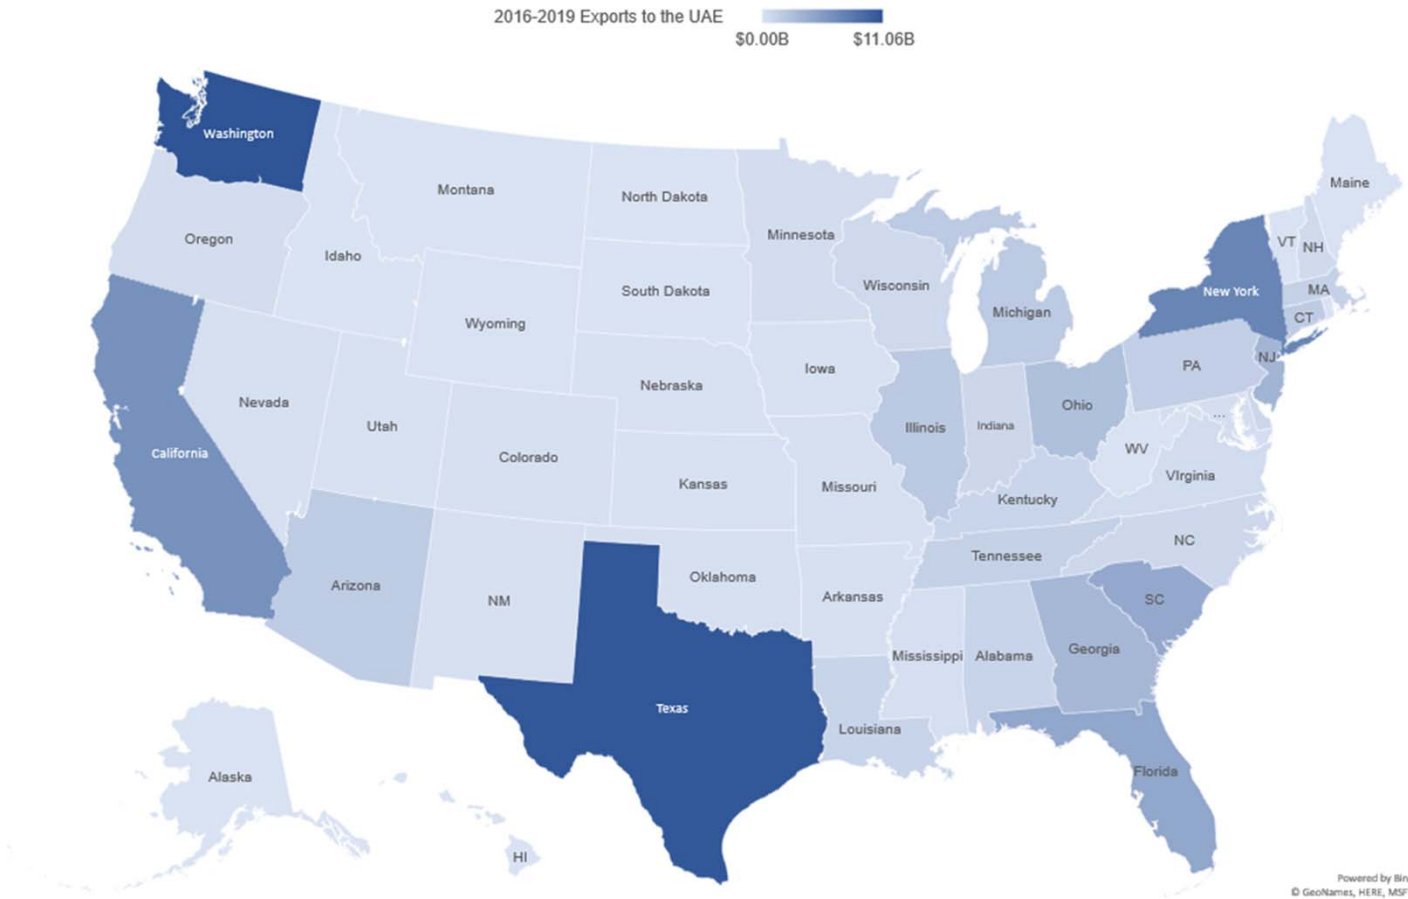 2016-2019 Exports to the UAE
$0.00B $11.06B
Washington
Montana
North Dakota
Minnesota
Maine
Oregon
Idaho
South Dakota
Wisconsin
Michigan
New York
VT
NH
MA
CT
Wyoming
Nebraska
Iowa
Illinois
Indiana
Ohio
PA
NJ
...
Nevada
Utah
Colorado
Kansas
Missouri
Kentucky
WV
VIrginia
California
Arizona
NM
Oklahoma
Arkansas
Tennessee
NC
SC
Texas
Louisiana
Mississippi
Alabama
Georgia
Florida
Alaska
HI
Powered by Bin
© GeoNames, HERE, MSF